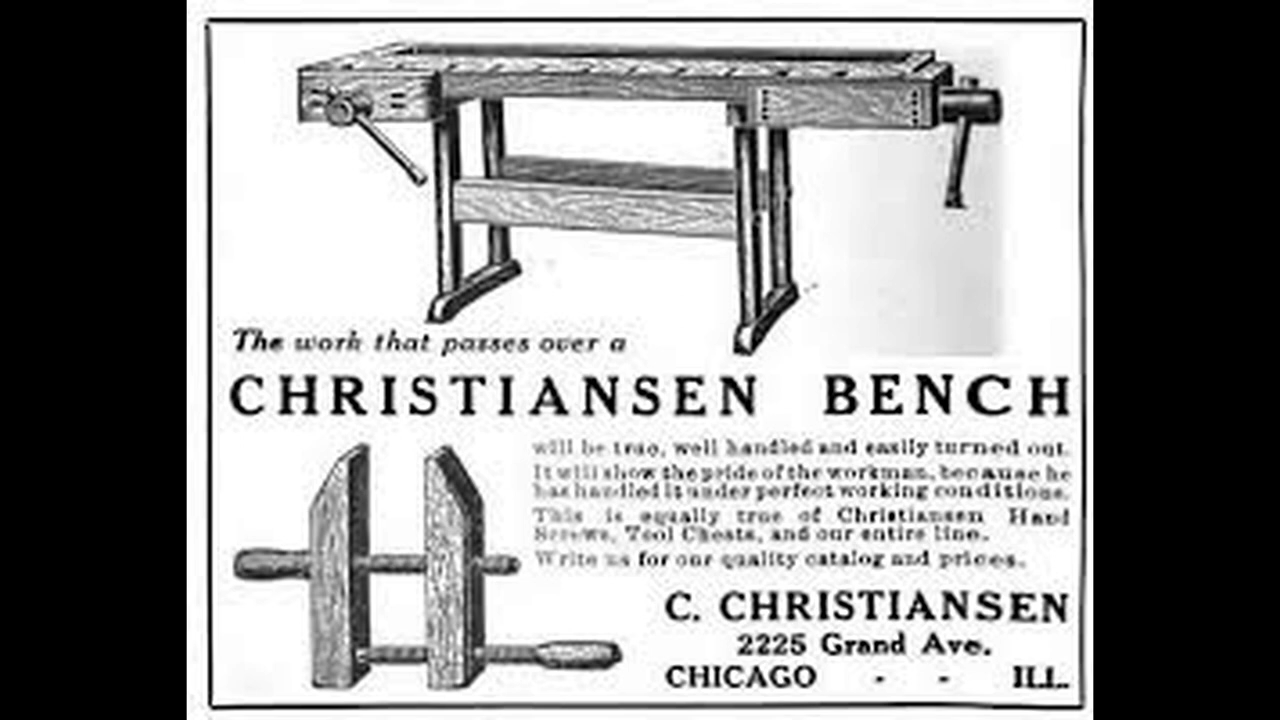 The work that passes over a
CHRISTIANSEN BENCH
will be true, well handled and easily turned out.
It will show the pride of the workman, because he
has handled it under perfect working conditions.
This is equally true of Christiansen Hand
Screws, Tool Chests, and our entire line.
Write us for our quality catalog and prices.
C. CHRISTIANSEN
2225 Grand Ave.
CHICAGO - - ILL.